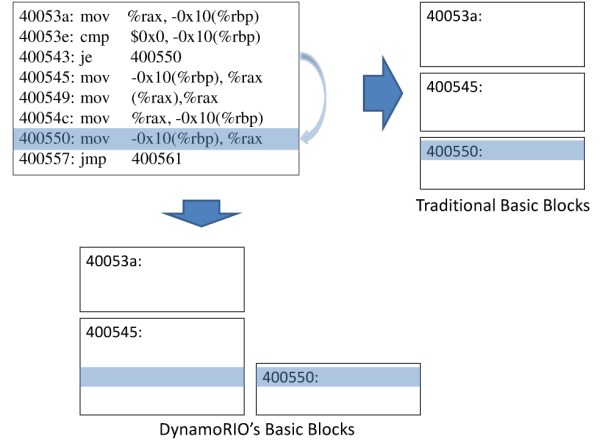 40053a: mov %rax, -0x10(%rbp)
40053e: cmp $0x0, -0x10(%rbp)
400543: je 400550
400545: mov -0x10(%rbp), %rax
400549: mov (%rax),%rax
40054c: mov %rax, -0x10(%rbp)
400550: mov -0x10(%rbp), %rax
400557: jmp 400561
40053a:
400545:
400550:
Traditional Basic Blocks
40053a:
400545:
400550:
DynamoRIO's Basic Blocks